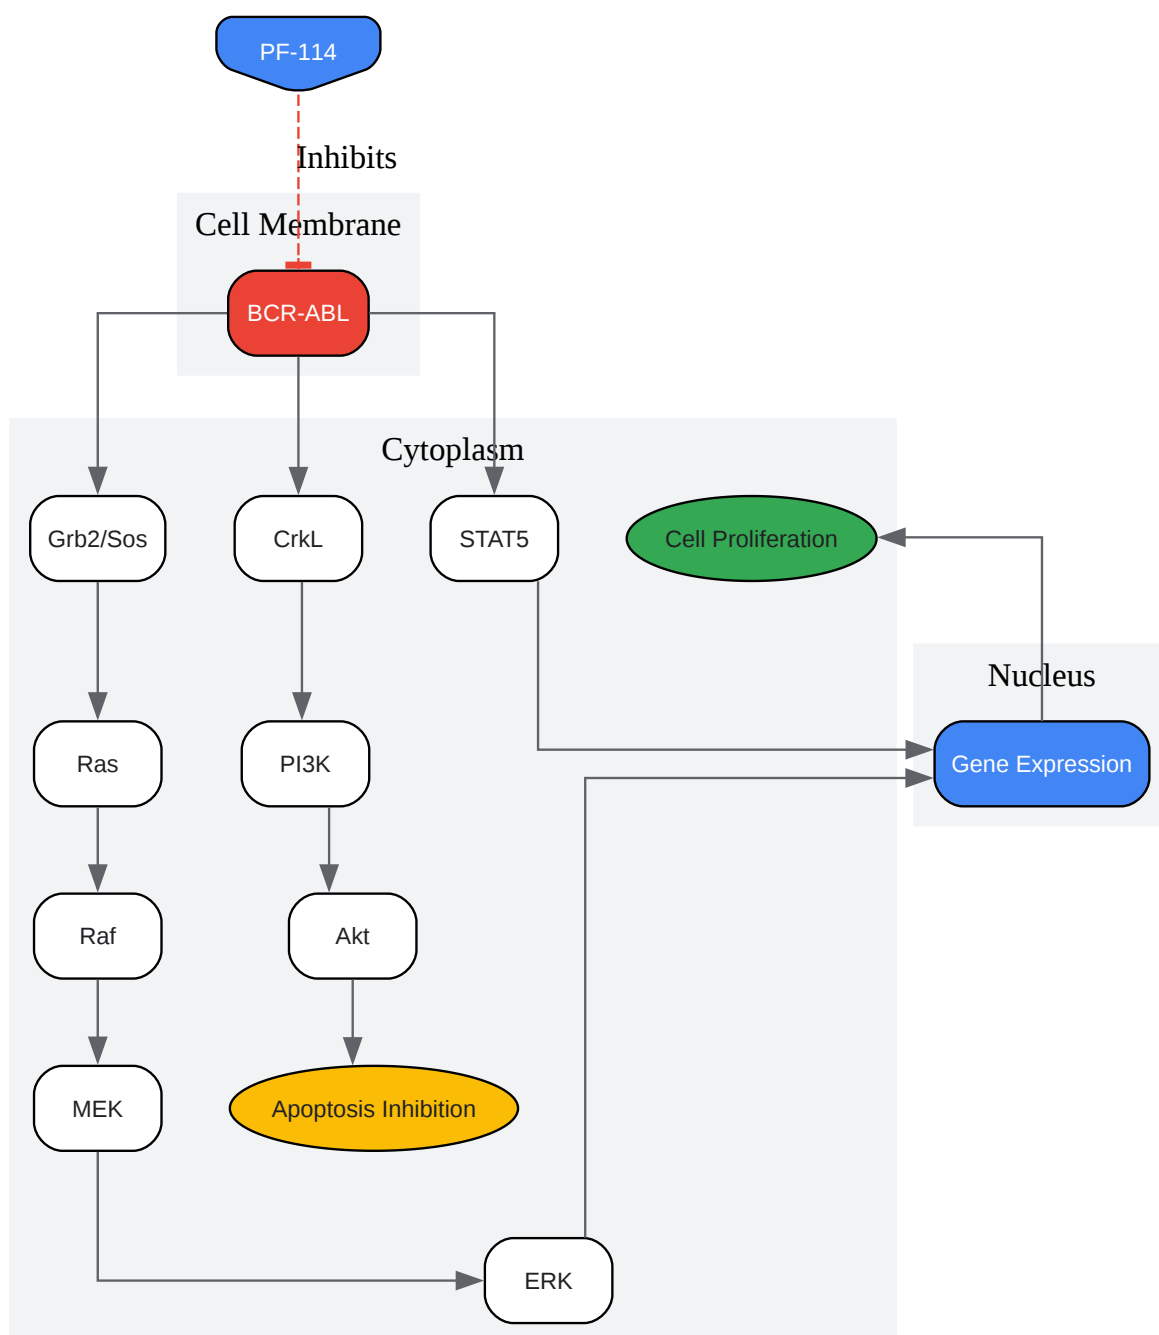 PF-114
Inhibits
Cell Membrane
BCR-ABL
Cytoplasm
Grb2/Sos
CrkL
STAT5
Cell Proliferation
Nucleus
Ras
PI3K
Gene Expression
Raf
Akt
MEK
Apoptosis Inhibition
ERK